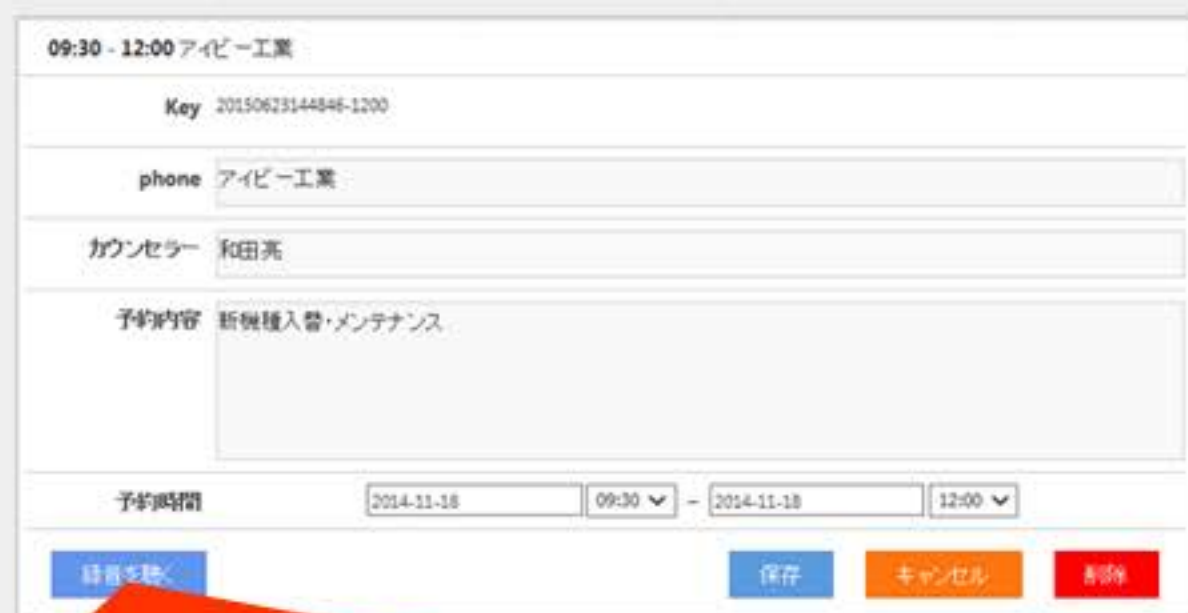 09:30 - 12:00 アイビー工業
Key 20150623144846-1200
phone アイビー工業
カウンセラー 和田亮
予約内容 新機種入替・メンテナンス
予約時間 2014-11-18 09:30 - 2014-11-18 12:00
録音を聴く 保存 キャンセル 削除